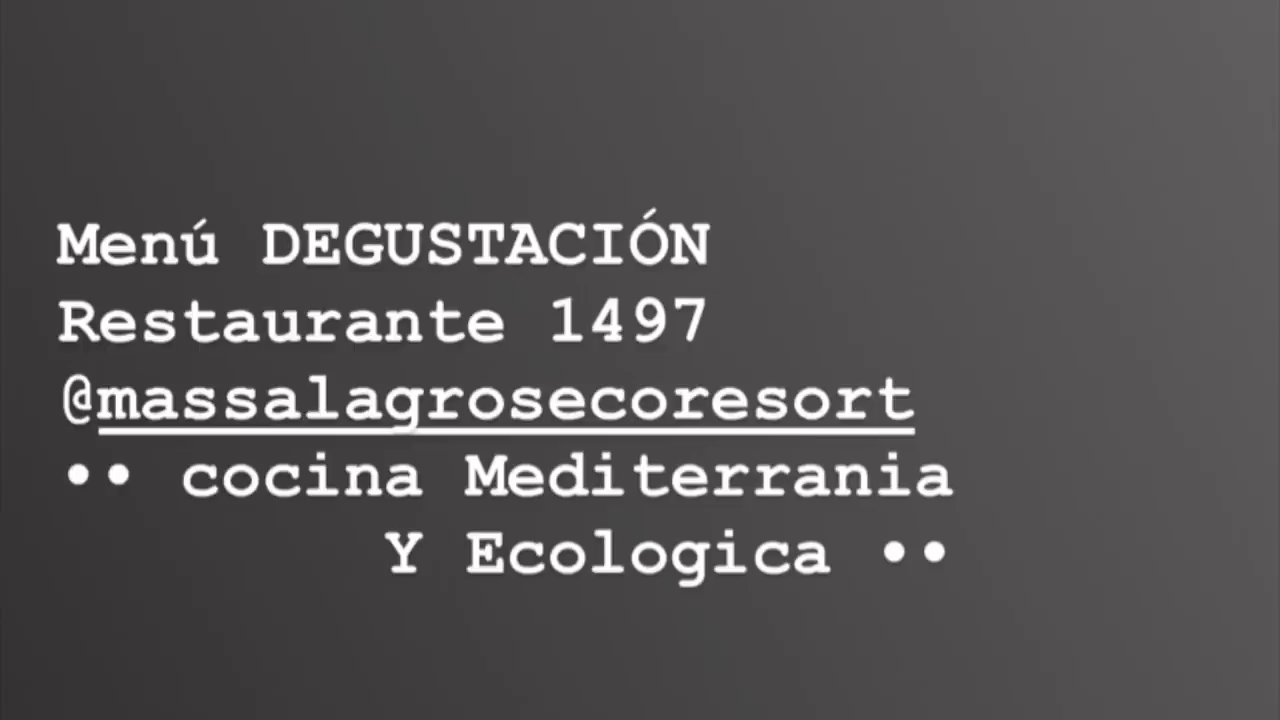 Menú DEGUSTACIÓN
Restaurante 1497
@massalagrosecoresort
•• cocina Mediterrania
Y Ecologica ••